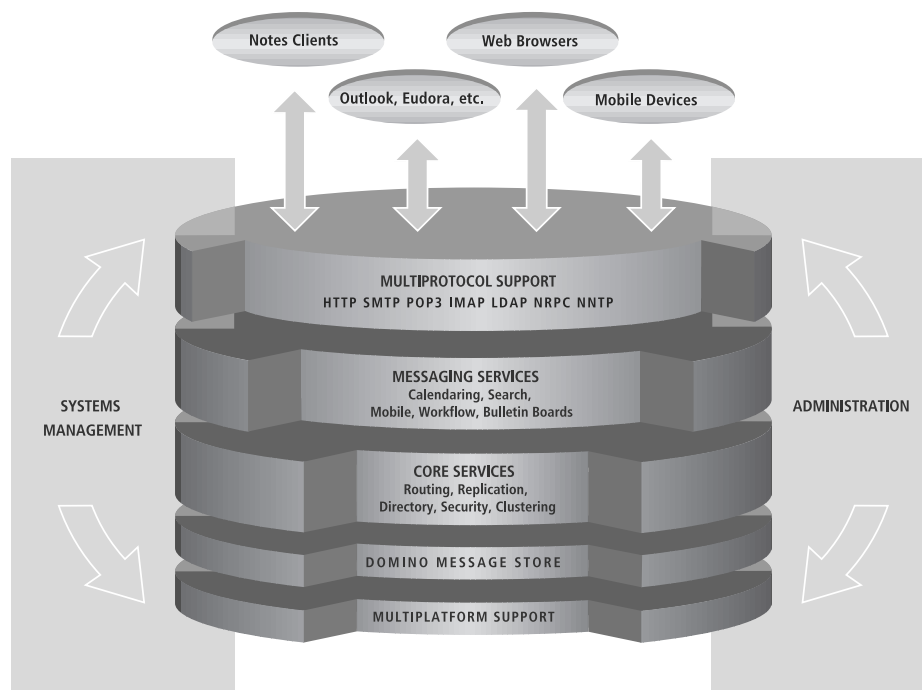 Notes Clients
Web Browsers
Outlook, Eudora, etc.
Mobile Devices
MULTIPROTOCOL SUPPORT
HTTP SMTP POP3 IMAP LDAP NRPC NNTP
MESSAGING SERVICES
Calendaring, Search,
Mobile, Workflow, Bulletin Boards
SYSTEMS
MANAGEMENT
ADMINISTRATION
CORE SERVICES
Routing, Replication,
Directory, Security, Clustering
DOMINO MESSAGE STORE
MULTIPLATFORM SUPPORT